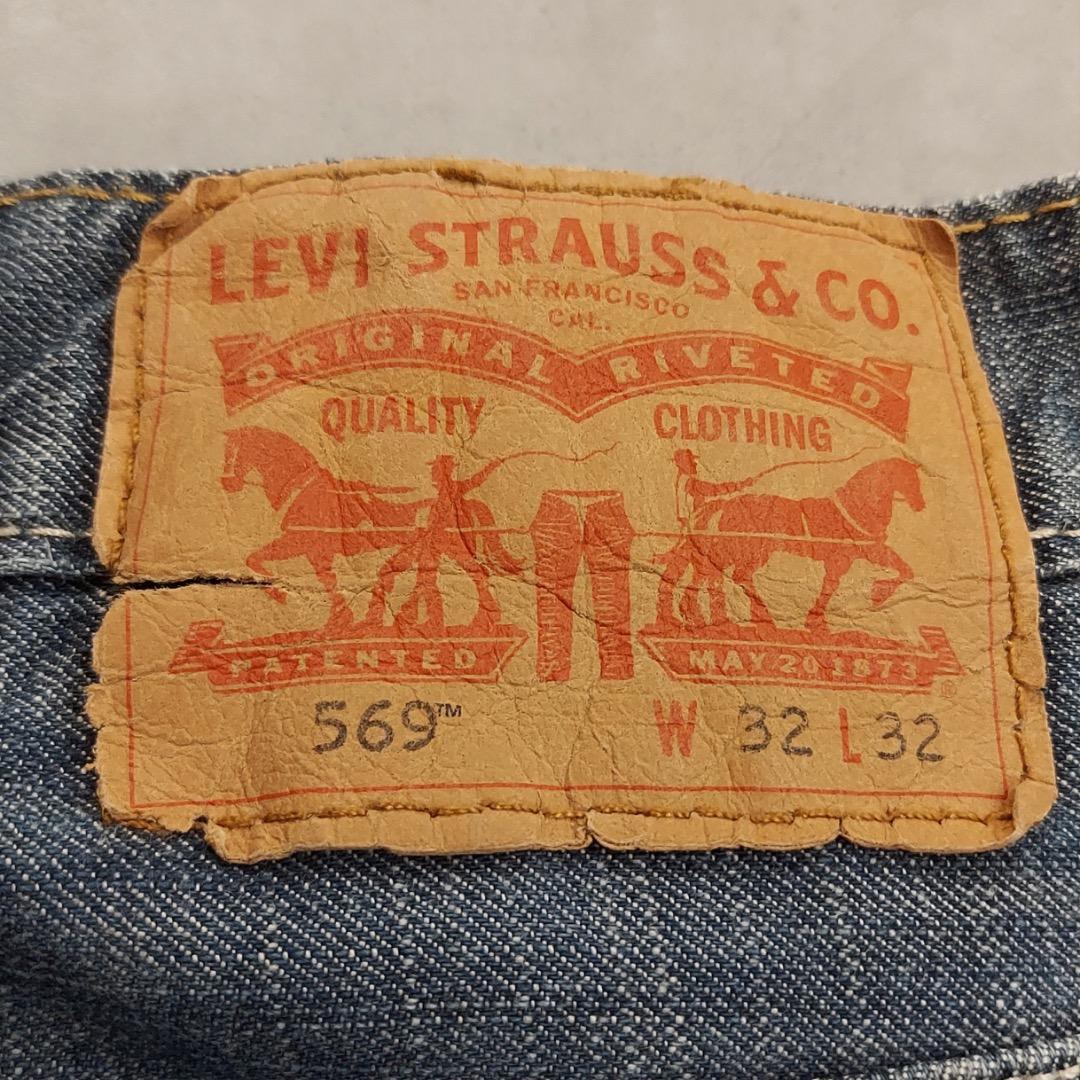 LEVI STRAUSS & CO.
SAN FRANCISCO
CAL.
ORIGINAL RIVETED
QUALITY CLOTHING
PATENTED MAY 20 1873 ®
569™ W 32 L 32